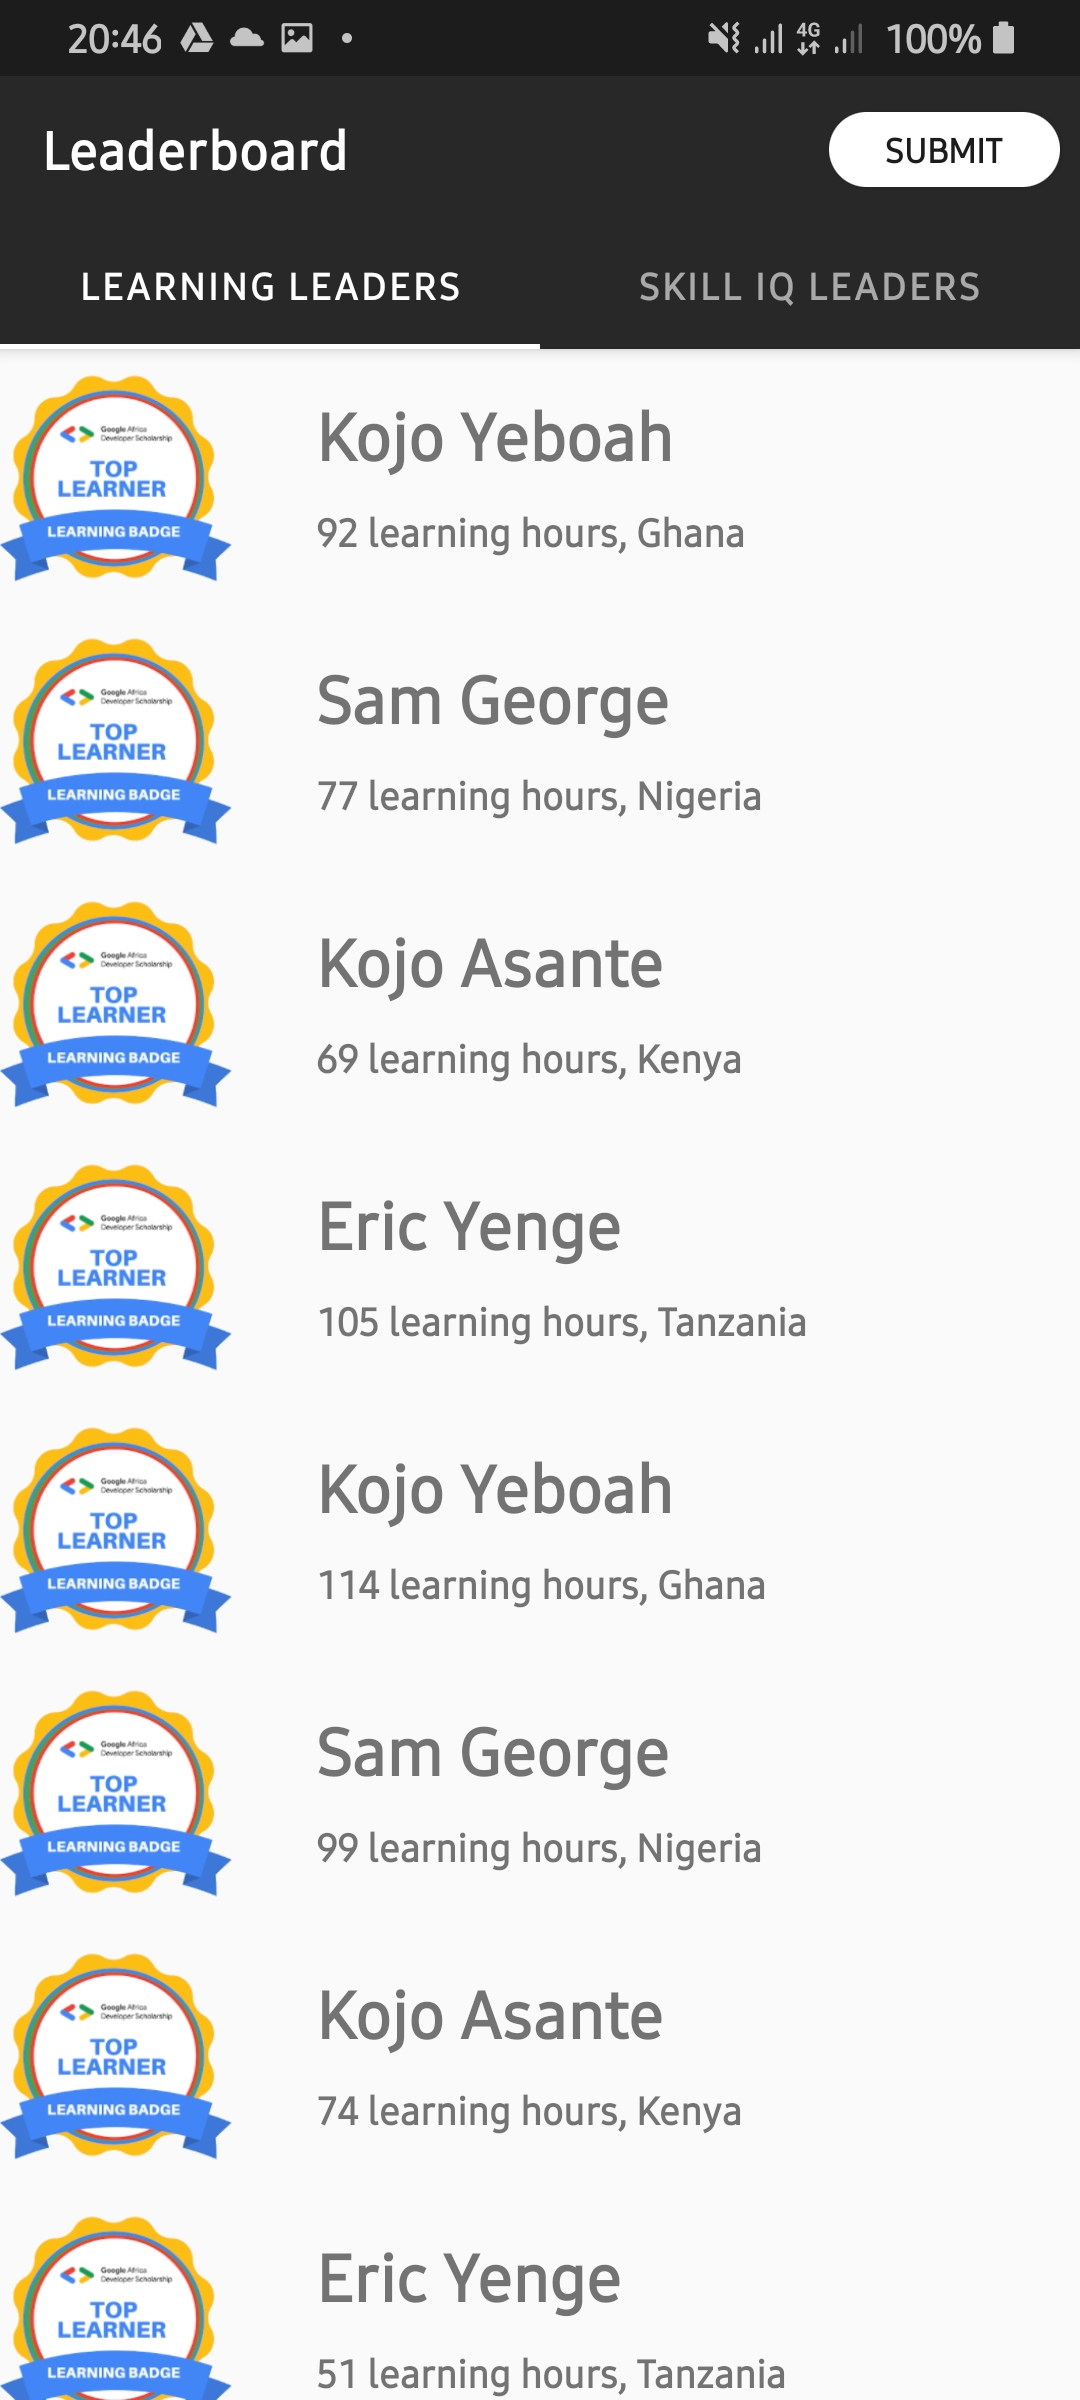 20:46 4G 100%
Leaderboard SUBMIT
LEARNING LEADERS SKILL IQ LEADERS
Google Africa
Developer Scholarship
TOP
LEARNER
LEARNING BADGE
Kojo Yeboah
92 learning hours, Ghana
Google Africa
Developer Scholarship
TOP
LEARNER
LEARNING BADGE
Sam George
77 learning hours, Nigeria
Google Africa
Developer Scholarship
TOP
LEARNER
LEARNING BADGE
Kojo Asante
69 learning hours, Kenya
Google Africa
Developer Scholarship
TOP
LEARNER
LEARNING BADGE
Eric Yenge
105 learning hours, Tanzania
Google Africa
Developer Scholarship
TOP
LEARNER
LEARNING BADGE
Kojo Yeboah
114 learning hours, Ghana
Google Africa
Developer Scholarship
TOP
LEARNER
LEARNING BADGE
Sam George
99 learning hours, Nigeria
Google Africa
Developer Scholarship
TOP
LEARNER
LEARNING BADGE
Kojo Asante
74 learning hours, Kenya
Google Africa
Developer Scholarship
TOP
LEARNER
LEARNING BADGE
Eric Yenge
51 learning hours, Tanzania